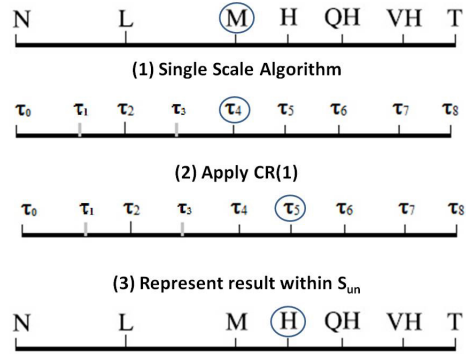 N L M H QH VH T
(1) Single Scale Algorithm
τ0 τ1 τ2 τ3 τ4 τ5 τ6 τ7 τ8
(2) Apply CR(1)
τ0 τ1 τ2 τ3 τ4 τ5 τ6 τ7 τ8
(3) Represent result within Sun
N L M H QH VH T